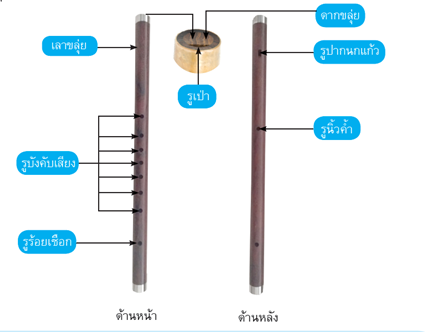 ดากขลุ่ย
เลาขลุ่ย
รูปากนกแก้ว
รูเป่า
รูนิ้วค้ำ
รูบังคับเสียง
รูร้อยเชือก
ด้านหน้า
ด้านหลัง